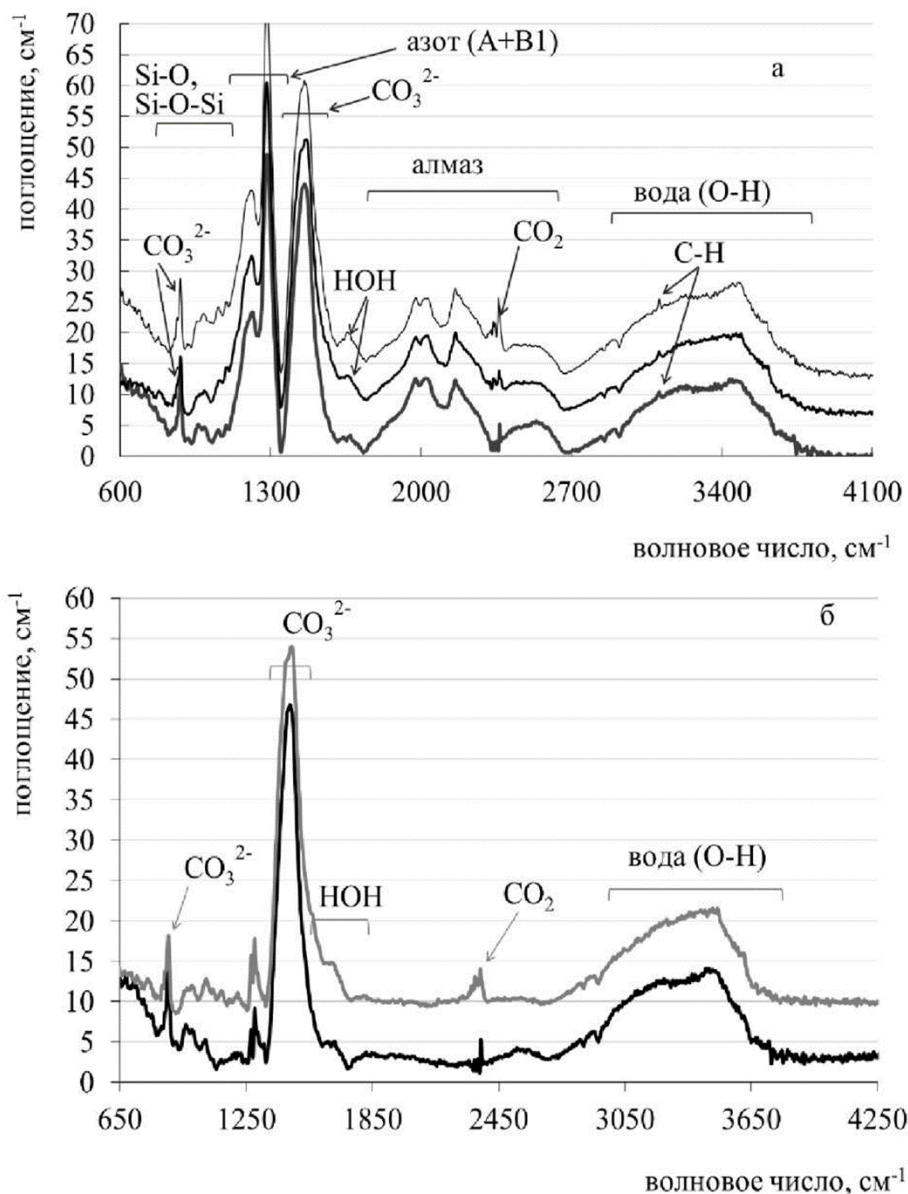 70
65
60
55
50
45
40
35
30
25
20
15
10
5
0
поглощение, см⁻¹
а
азот (А+В1)
Si-O,
Si-O-Si
CO₃²⁻
алмаз
вода (О-Н)
CO₃²⁻
CO₂
С-Н
НОН
600 1300 2000 2700 3400 4100
волновое число, см⁻¹
60
55
50
45
40
35
30
25
20
15
10
5
0
поглощение, см⁻¹
б
CO₃²⁻
CO₃²⁻
НОН
CO₂
вода (О-Н)
650 1250 1850 2450 3050 3650 4250
волновое число, см⁻¹